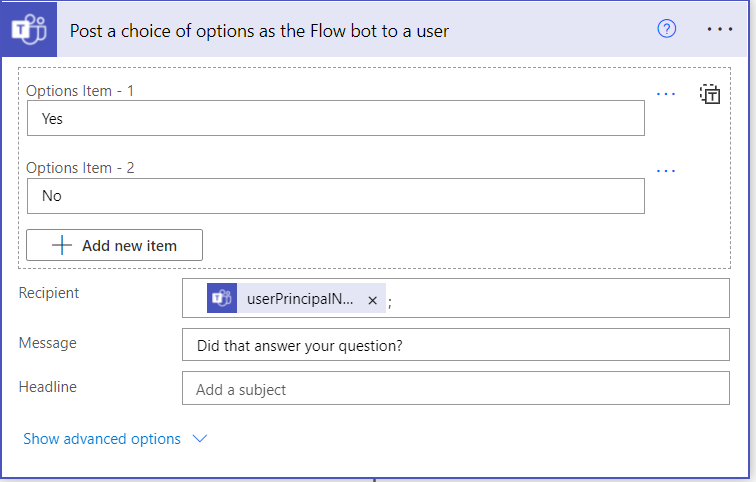 Post a choice of options as the Flow bot to a user
Options Item - 1
Yes
Options Item - 2
No
Add new item
Recipient
userPrincipalN... × ;
Message
Did that answer your question?
Headline
Add a subject
Show advanced options